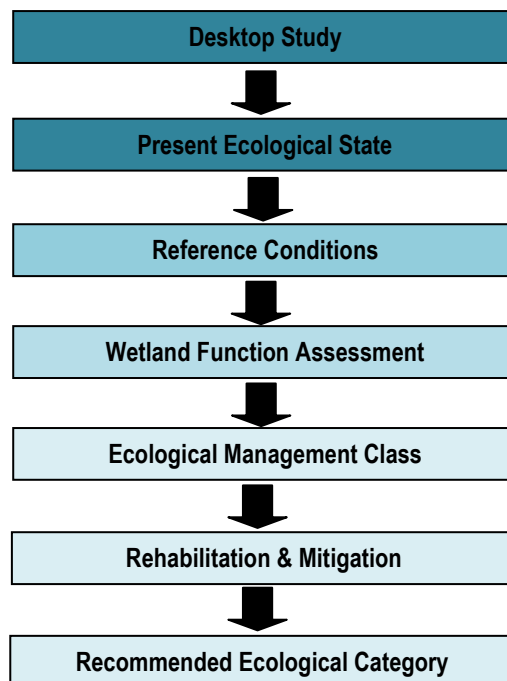 Desktop Study
Present Ecological State
Reference Conditions
Wetland Function Assessment
Ecological Management Class
Rehabilitation & Mitigation
Recommended Ecological Category